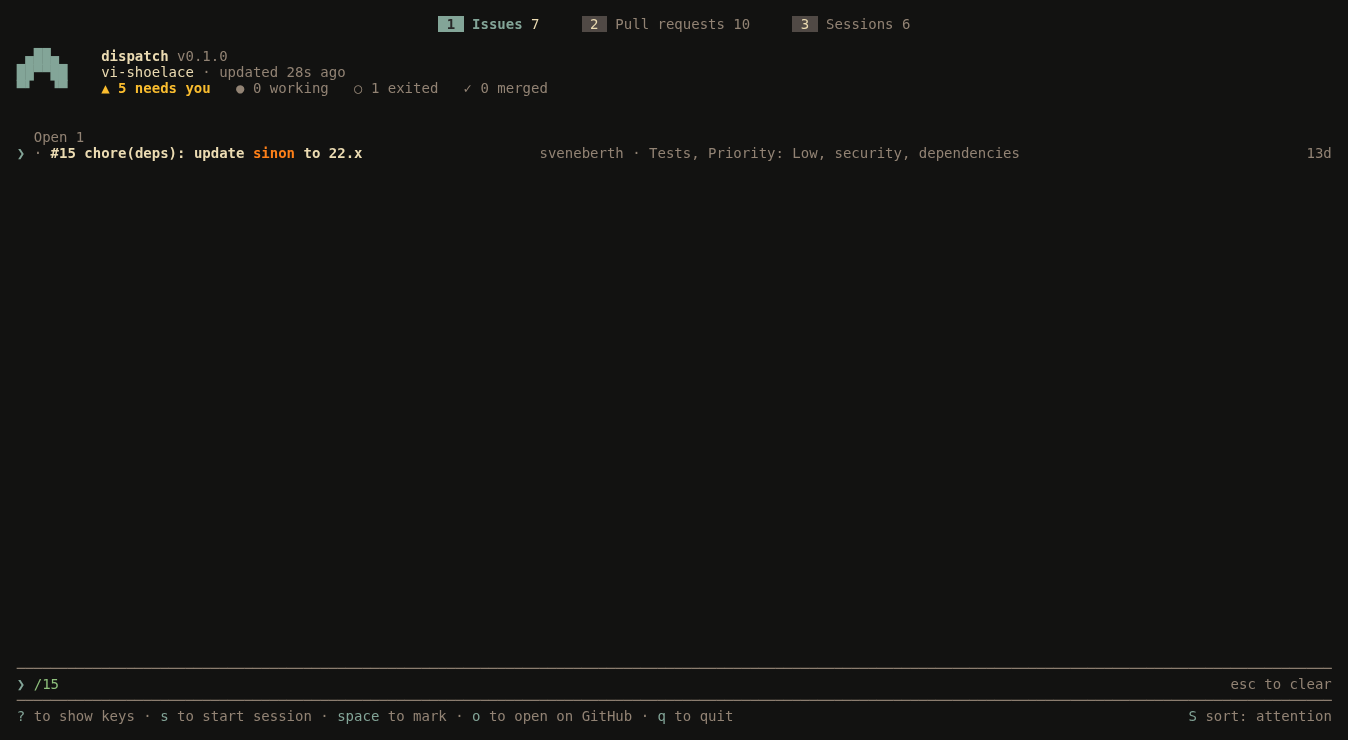 1 Issues 7 2 Pull requests 10 3 Sessions 6
dispatch v0.1.0
vi-shoelace · updated 28s ago
▲ 5 needs you ● 0 working ○ 1 exited ✓ 0 merged
Open 1
❯ · #15 chore(deps): update sinon to 22.x sveneberth · Tests, Priority: Low, security, dependencies 13d
❯ /15 esc to clear
? to show keys · s to start session · space to mark · o to open on GitHub · q to quit S sort: attention